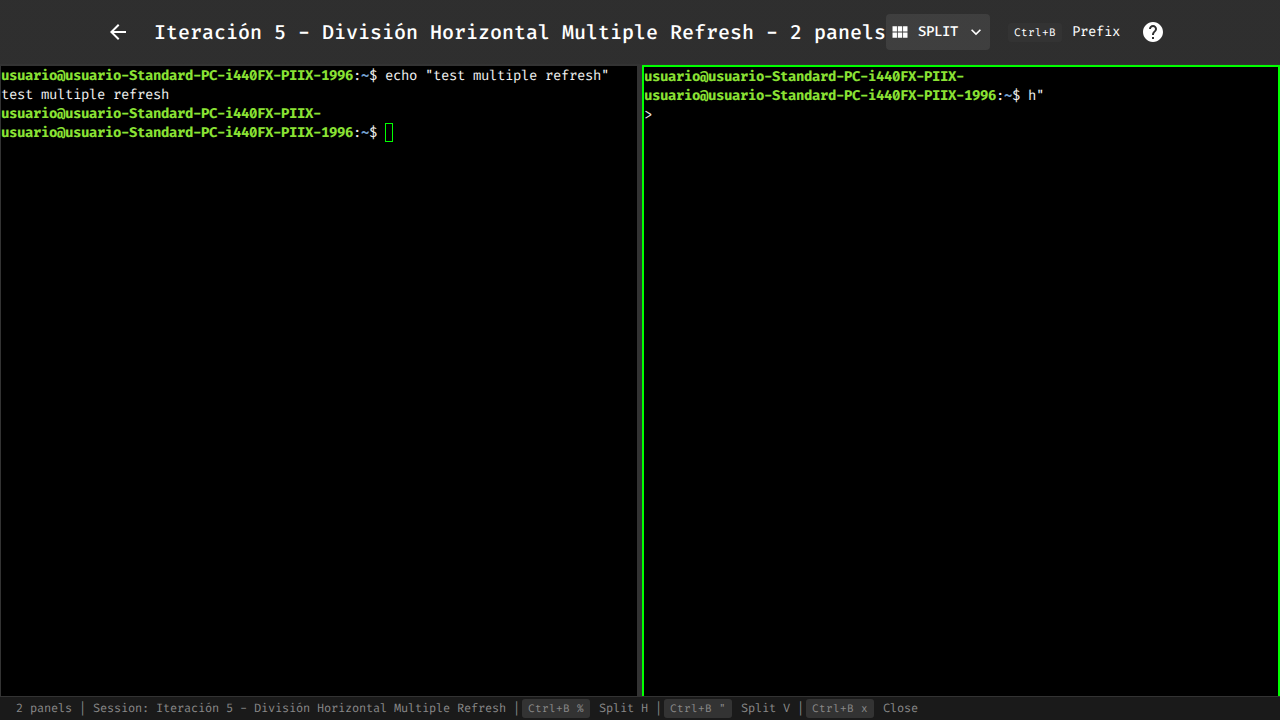 Iteración 5 - División Horizontal Multiple Refresh - 2 panels SPLIT Ctrl+B Prefix ?
usuario@usuario-Standard-PC-i440FX-PIIX-1996:~$ echo "test multiple refresh"
test multiple refresh
usuario@usuario-Standard-PC-i440FX-PIIX-
usuario@usuario-Standard-PC-i440FX-PIIX-1996:~$
usuario@usuario-Standard-PC-i440FX-PIIX-
usuario@usuario-Standard-PC-i440FX-PIIX-1996:~$ h"
>
2 panels | Session: Iteración 5 - División Horizontal Multiple Refresh | Ctrl+B % Split H | Ctrl+B " Split V | Ctrl+B x Close